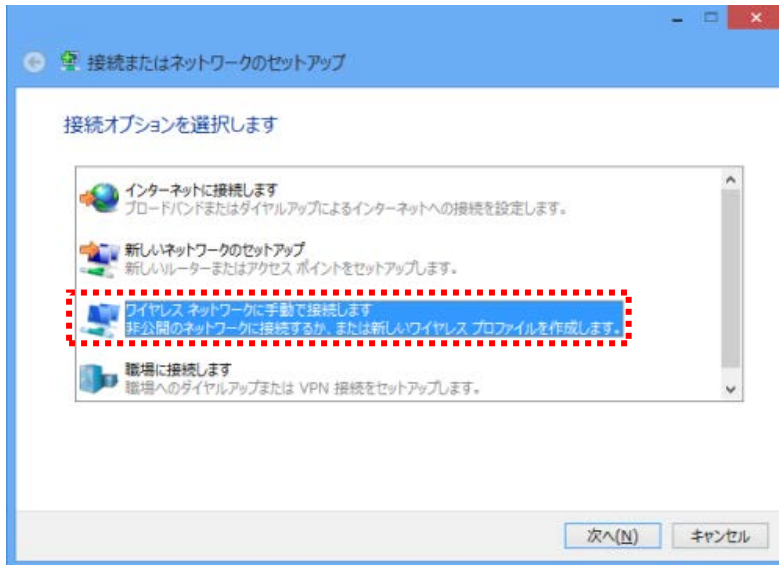 接続またはネットワークのセットアップ
接続オプションを選択します
インターネットに接続します
ブロードバンドまたはダイヤルアップによるインターネットへの接続を設定します。
新しいネットワークのセットアップ
新しいルーターまたはアクセス ポイントをセットアップします。
ワイヤレス ネットワークに手動で接続します
非公開のネットワークに接続するか、または新しいワイヤレス プロファイルを作成します。
職場に接続します
職場へのダイヤルアップまたは VPN 接続をセットアップします。
次へ(N) キャンセル